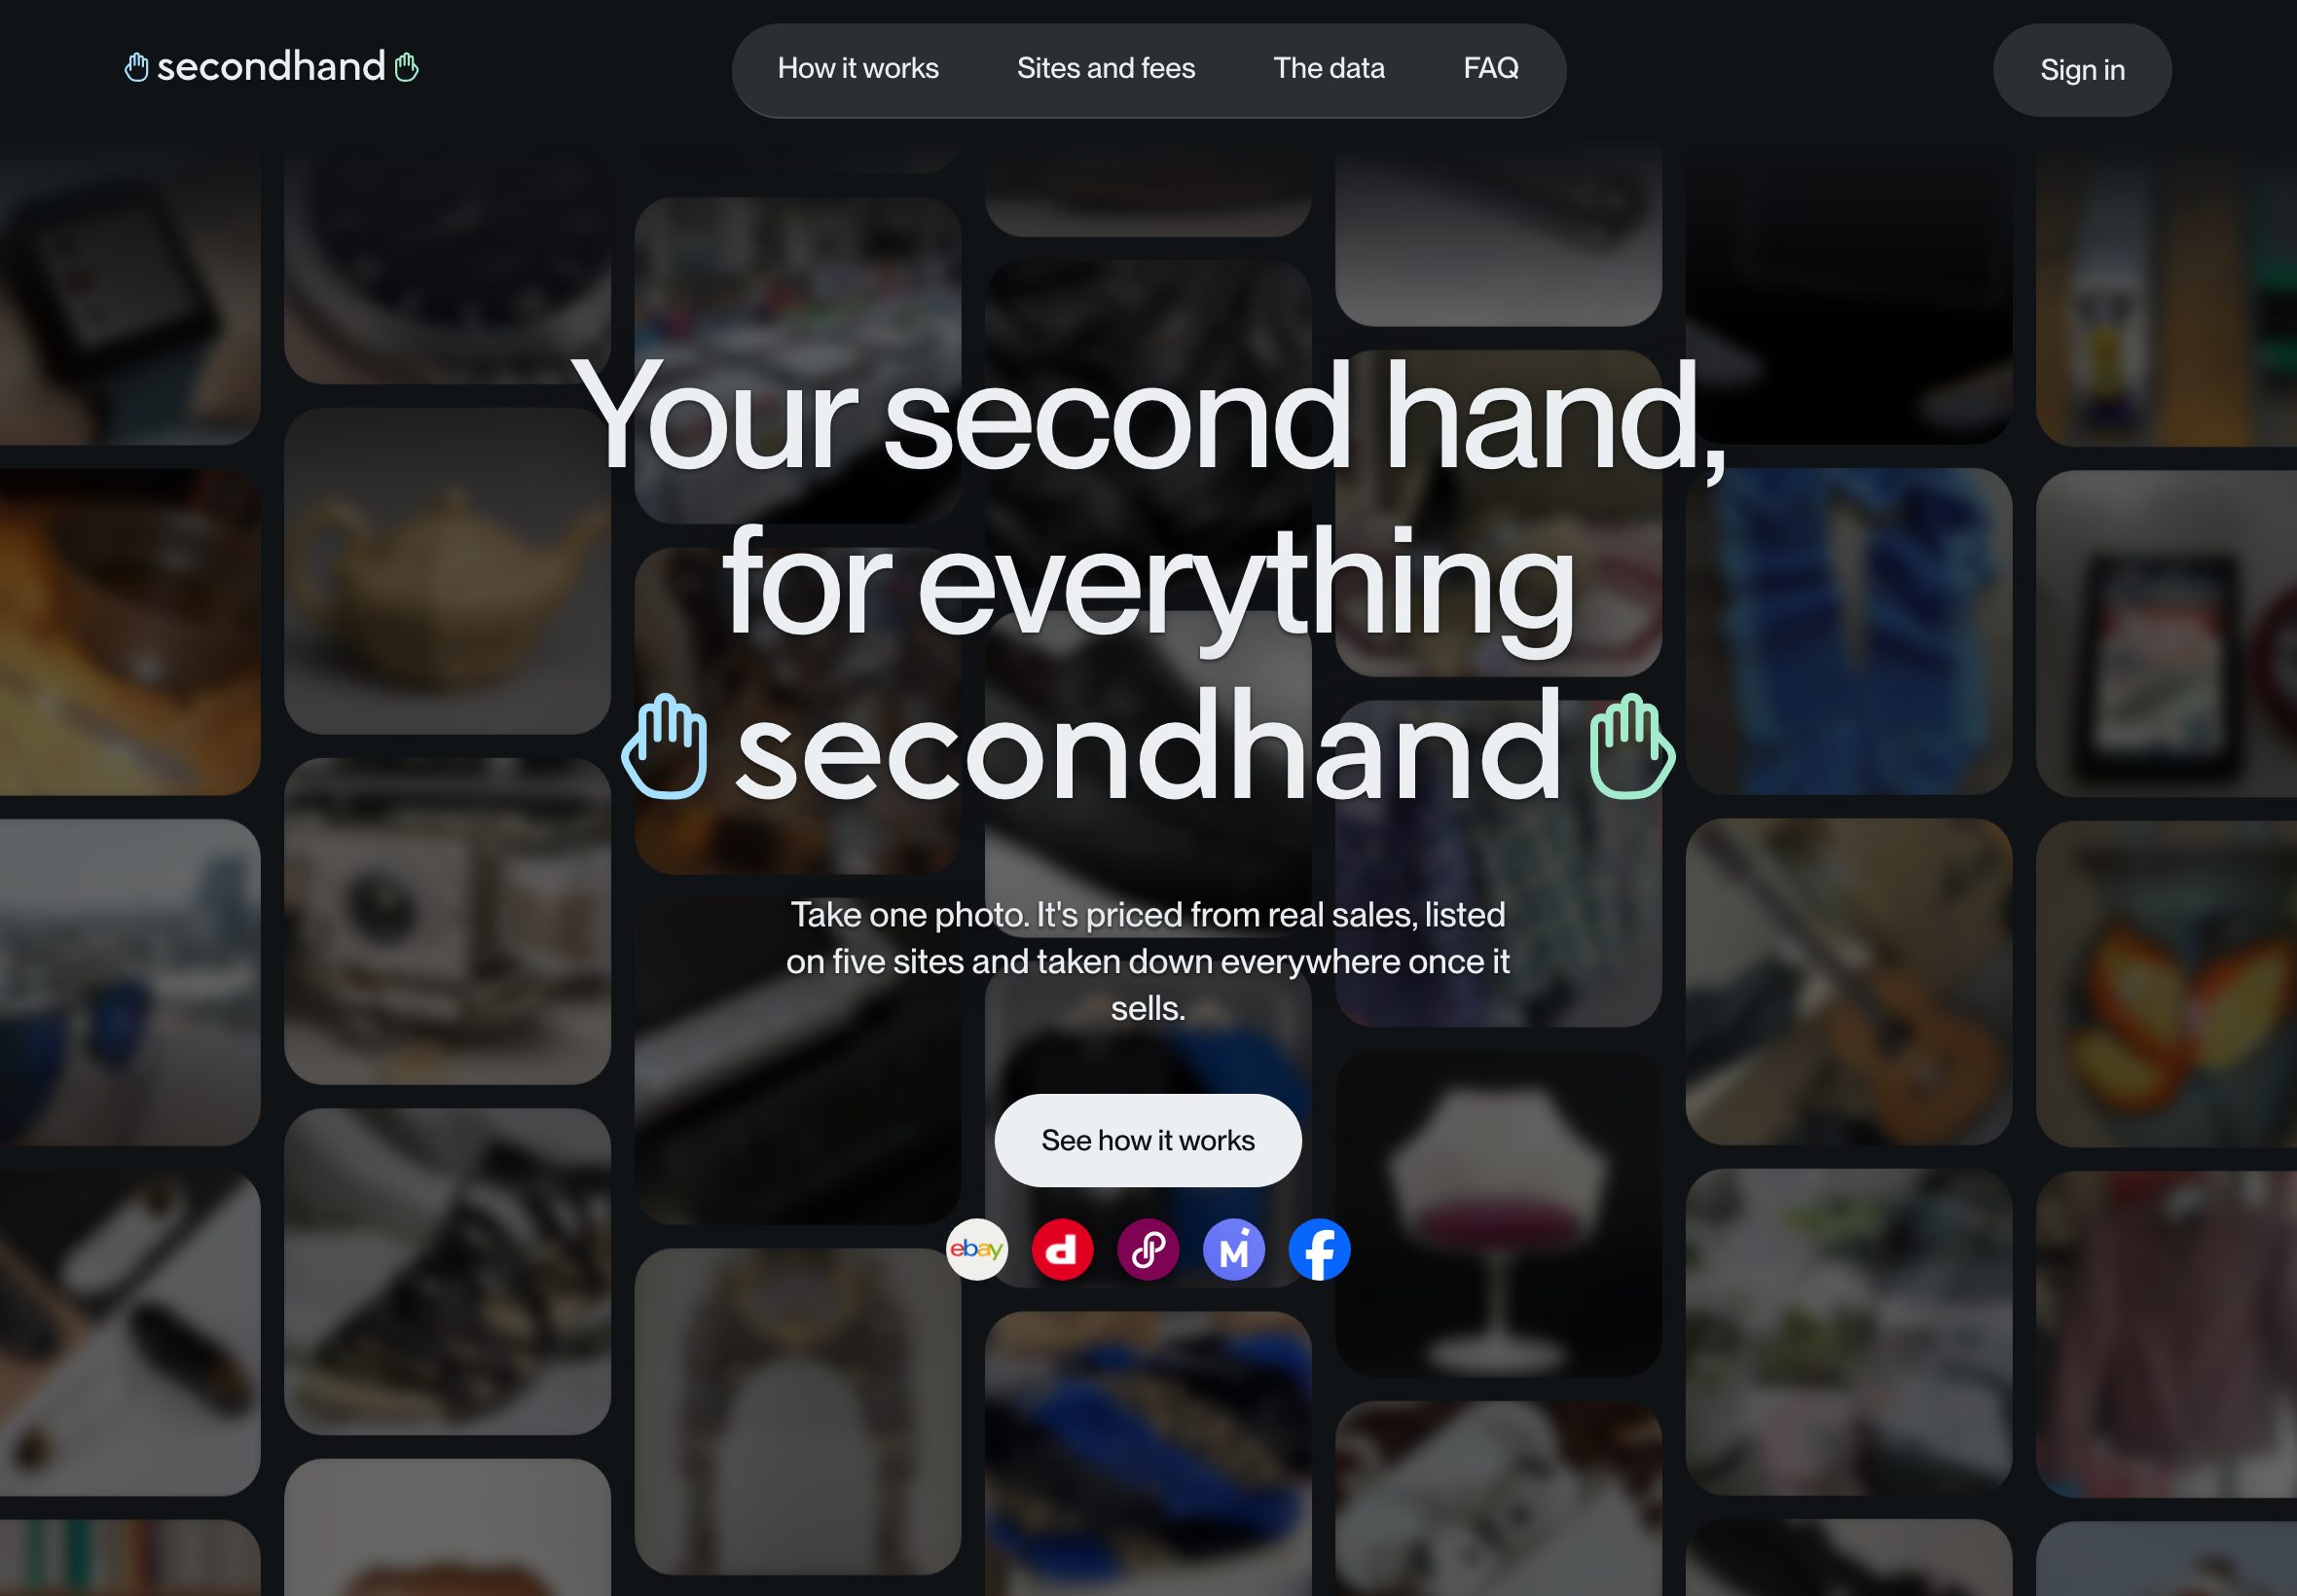 secondhand
How it works
Sites and fees
The data
FAQ
Sign in
Your second hand,
for everything
secondhand
Take one photo. It's priced from real sales, listed
on five sites and taken down everywhere once it
sells.
See how it works
ebay
d
M
f